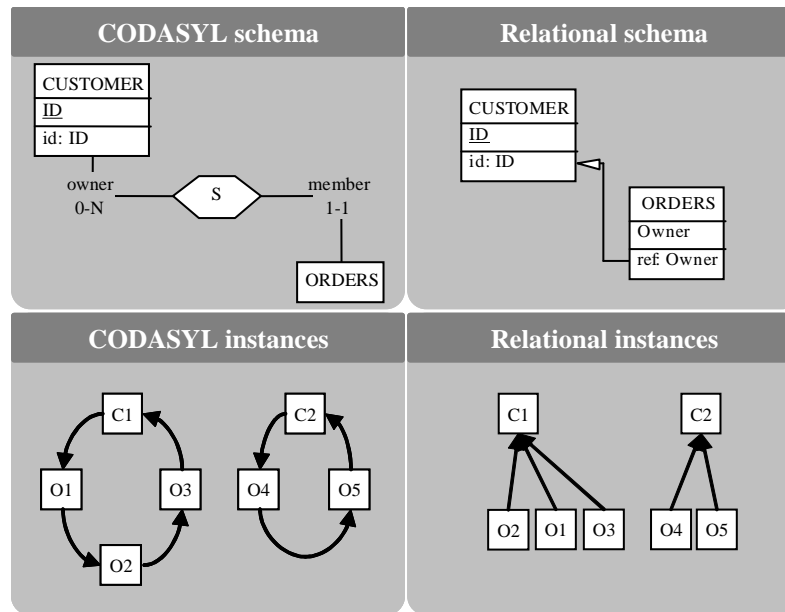 CODASYL schema
CUSTOMER
ID
id: ID
owner
0-N
S
member
1-1
ORDERS
Relational schema
CUSTOMER
ID
id: ID
ORDERS
Owner
ref: Owner
CODASYL instances
C1
O1
O3
O2
C2
O4
O5
Relational instances
C1
C2
O2
O1
O3
O4
O5